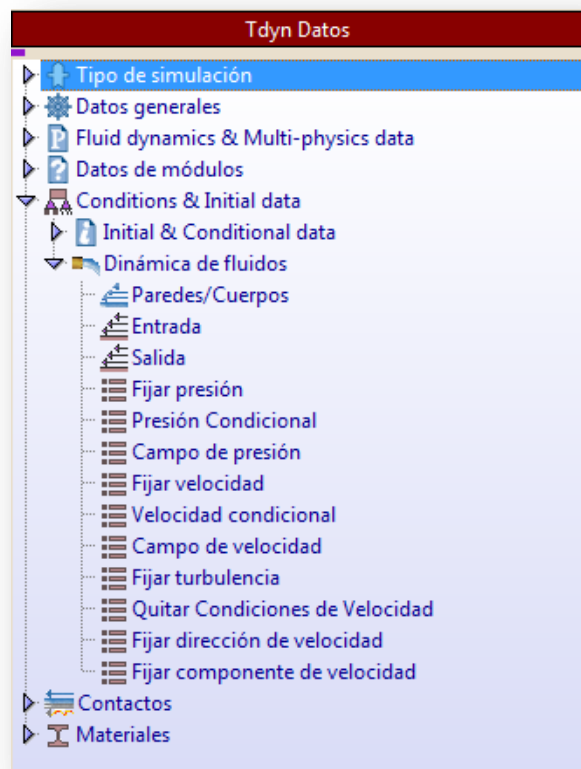 Tdyn Datos
Tipo de simulación
Datos generales
Fluid dynamics & Multi-physics data
Datos de módulos
Conditions & Initial data
Initial & Conditional data
Dinámica de fluidos
Paredes/Cuerpos
Entrada
Salida
Fijar presión
Presión Condicional
Campo de presión
Fijar velocidad
Velocidad condicional
Campo de velocidad
Fijar turbulencia
Quitar Condiciones de Velocidad
Fijar dirección de velocidad
Fijar componente de velocidad
Contactos
Materiales